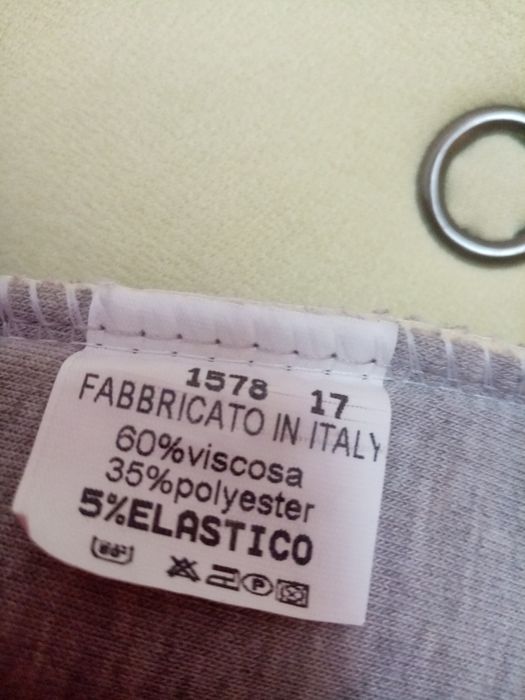 1578 17
FABBRICATO IN ITALY
60%viscosa
35%polyester
5%ELASTICO
P